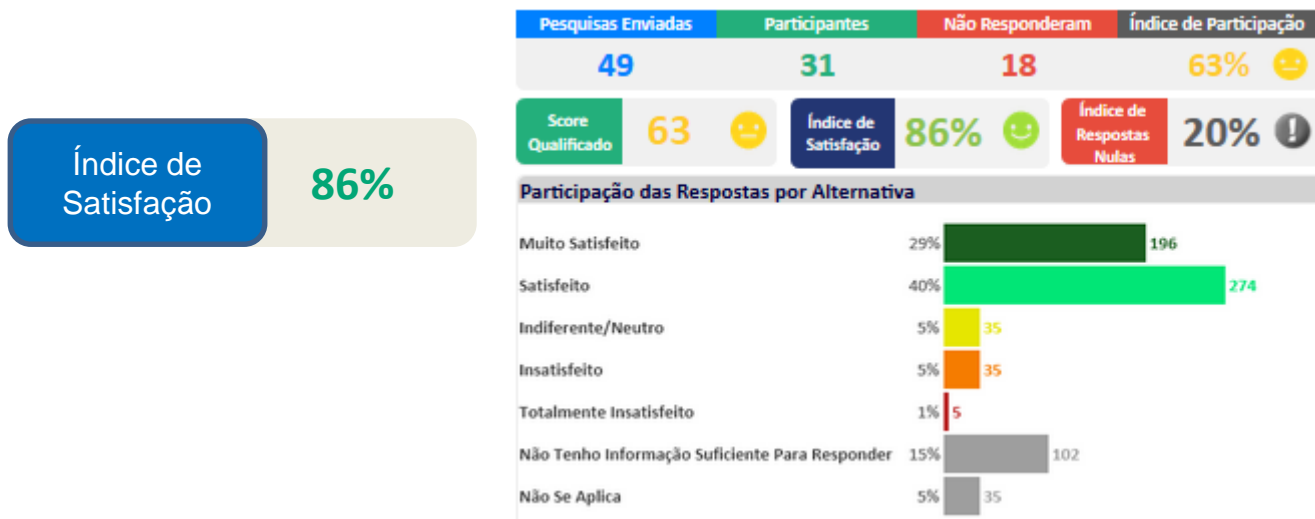 Índice de
Satisfação
86%
Pesquisas Enviadas Participantes Não Responderam Índice de Participação
49 31 18 63%
Score
Qualificado
63
Índice de
Satisfação
86%
Índice de
Respostas
Nulas
20%
Participação das Respostas por Alternativa
Muito Satisfeito 29% 196
Satisfeito 40% 274
Indiferente/Neutro 5% 35
Insatisfeito 5% 35
Totalmente Insatisfeito 1% 5
Não Tenho Informação Suficiente Para Responder 15% 102
Não Se Aplica 5% 35